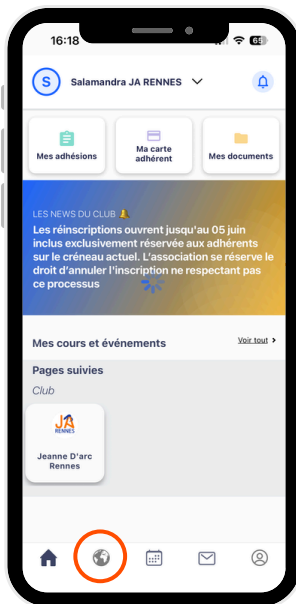 16:18
S
Salamandra JA RENNES
Mes adhésions
Ma carte
adhérent
Mes documents
LES NEWS DU CLUB
Les réinscriptions ouvrent jusqu'au 05 juin
inclus exclusivement réservée aux adhérents
sur le créneau actuel. L'association se réserve le
droit d'annuler l'inscription ne respectant pas
ce processus
Mes cours et événements
Voir tout >
Pages suivies
Club
JA
RENNES
Jeanne D'arc
Rennes